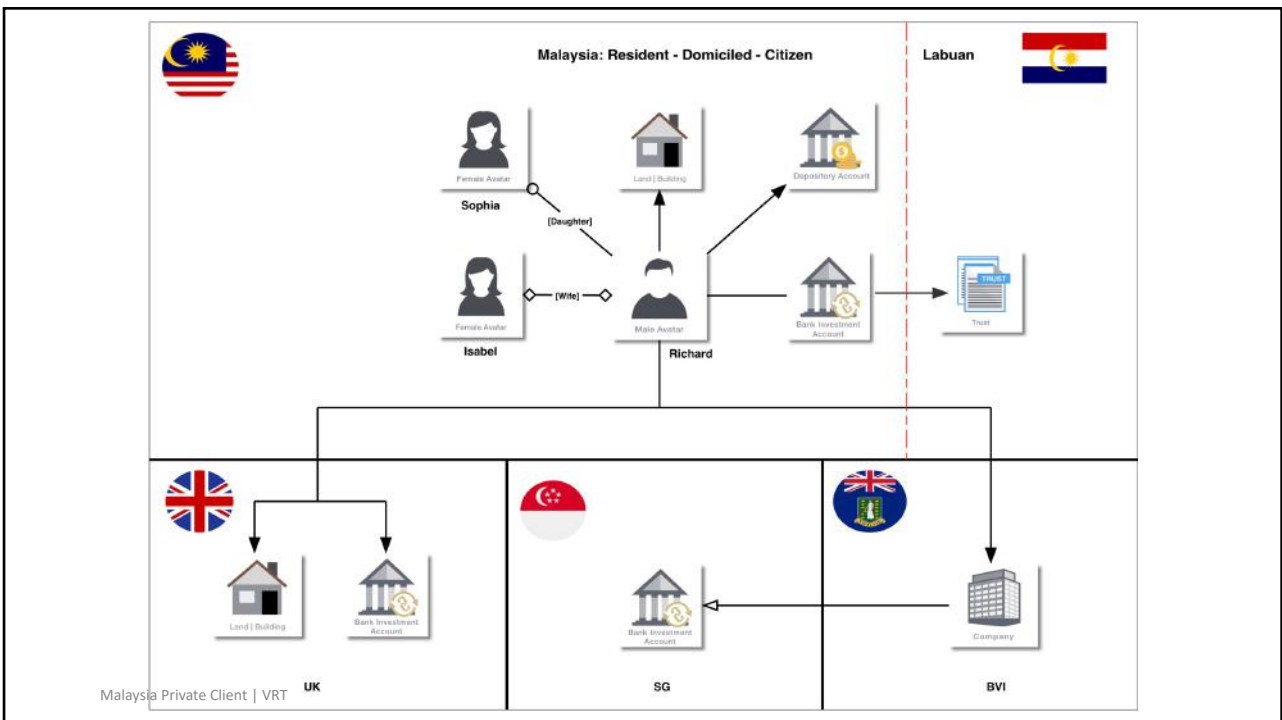 Malaysia: Resident - Domiciled - Citizen
Labuan
Female Avatar
Sophia
Land | Building
$
Depository Account
[Daughter]
Female Avatar
Isabel
[Wife]
Male Avatar
Richard
Bank Investment
Account
TRUST
Trust
Land | Building
Bank Investment
Account
Bank Investment
Account
Company
UK
SG
BVI
Malaysia Private Client | VRT